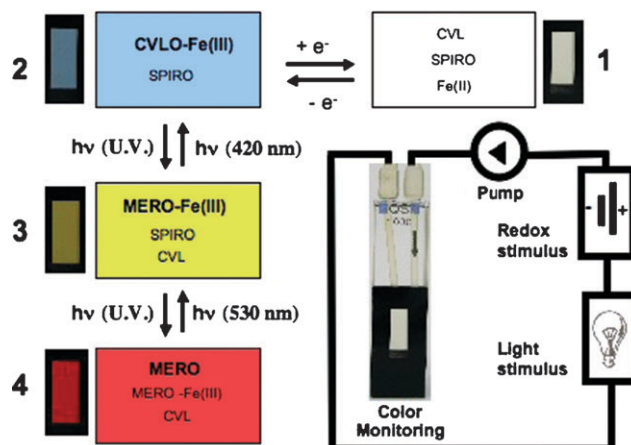 2
CVLO-Fe(III)
SPIRO
+ e-
- e-
CVL
SPIRO
Fe(II)
1
hν (U.V.)
hν (420 nm)
3
MERO-Fe(III)
SPIRO
CVL
hν (U.V.)
hν (530 nm)
4
MERO
MERO -Fe(III)
CVL
Pump
- +
Redox
stimulus
Light
stimulus
Color
Monitoring